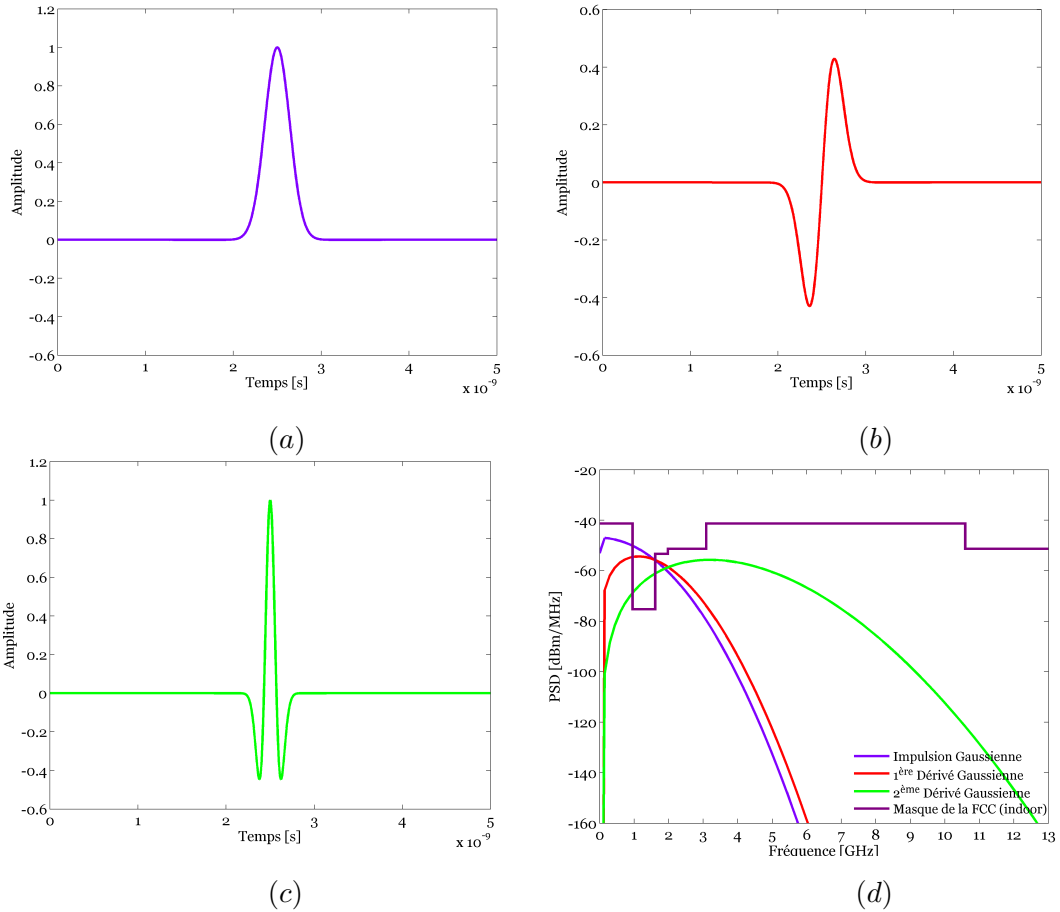 1.2
1
0.8
0.6
0.4
0.2
0
-0.2
-0.4
-0.6
Amplitude
0 1 2 3 4 5
Temps [s]
x 10⁻⁹
(a)
0.6
0.4
0.2
0
-0.2
-0.4
-0.6
Amplitude
0 1 2 3 4 5
Temps [s]
x 10⁻⁹
(b)
1.2
1
0.8
0.6
0.4
0.2
0
-0.2
-0.4
-0.6
Amplitude
0 1 2 3 4 5
Temps [s]
x 10⁻⁹
(c)
-20
-40
-60
-80
-100
-120
-140
-160
PSD [dBm/MHz]
Impulsion Gaussienne
1ère Dérivé Gaussienne
2ème Dérivé Gaussienne
Masque de la FCC (indoor)
0 1 2 3 4 5 6 7 8 9 10 11 12 13
Fréquence [GHz]
(d)